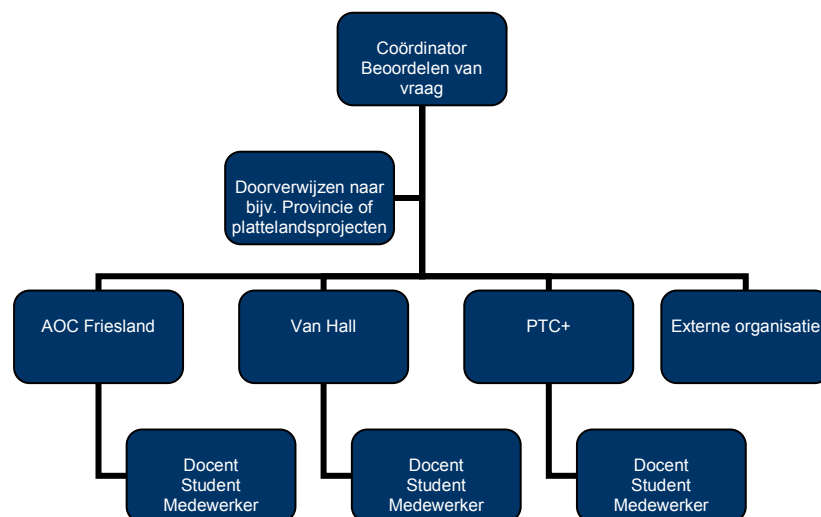 Coördinator
Beoordelen van
vraag
Doorverwijzen naar
bijv. Provincie of
plattelandsprojecten
AOC Friesland
Van Hall
PTC+
Externe organisatie
Docent
Student
Medewerker
Docent
Student
Medewerker
Docent
Student
Medewerker